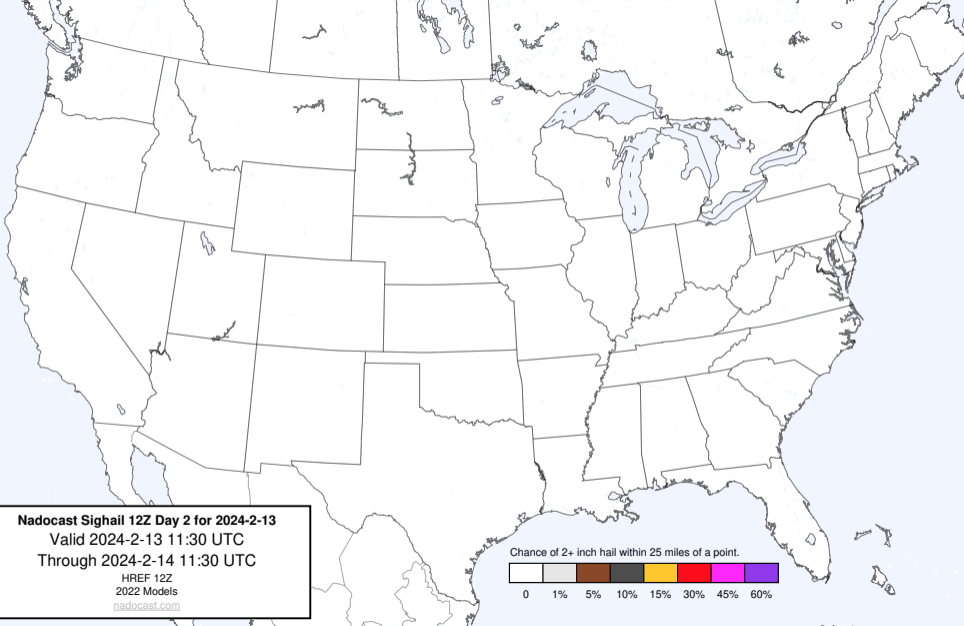 Nadocast Sighail 12Z Day 2 for 2024-2-13
Valid 2024-2-13 11:30 UTC
Through 2024-2-14 11:30 UTC
HREF 12Z
2022 Models
nadocast.com
Chance of 2+ inch hail within 25 miles of a point.
0 1% 5% 10% 15% 30% 45% 60%